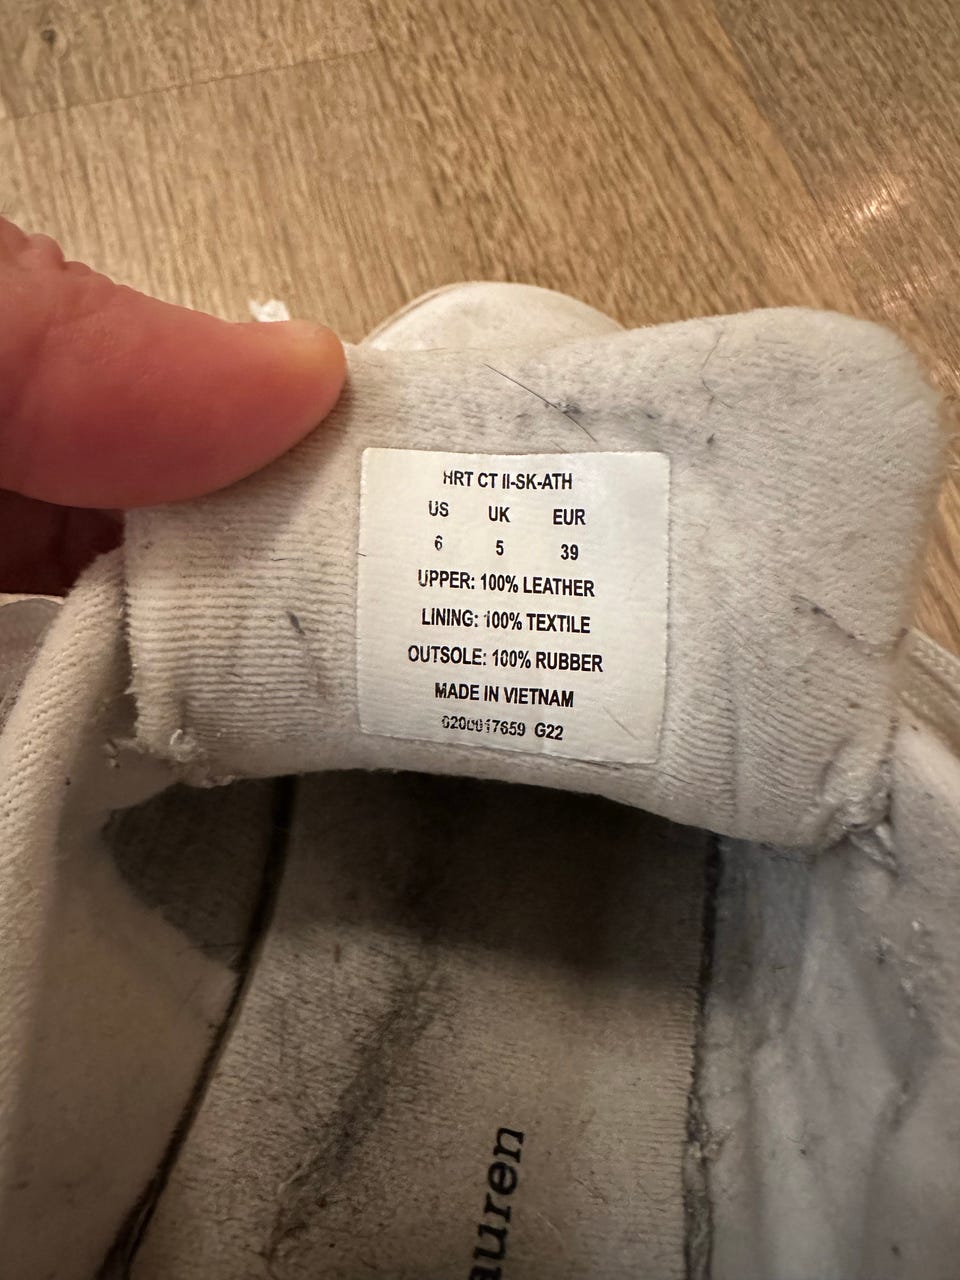 HRT CT II-SK-ATH
US UK EUR
6 5 39
UPPER: 100% LEATHER
LINING: 100% TEXTILE
OUTSOLE: 100% RUBBER
MADE IN VIETNAM
G22
auren